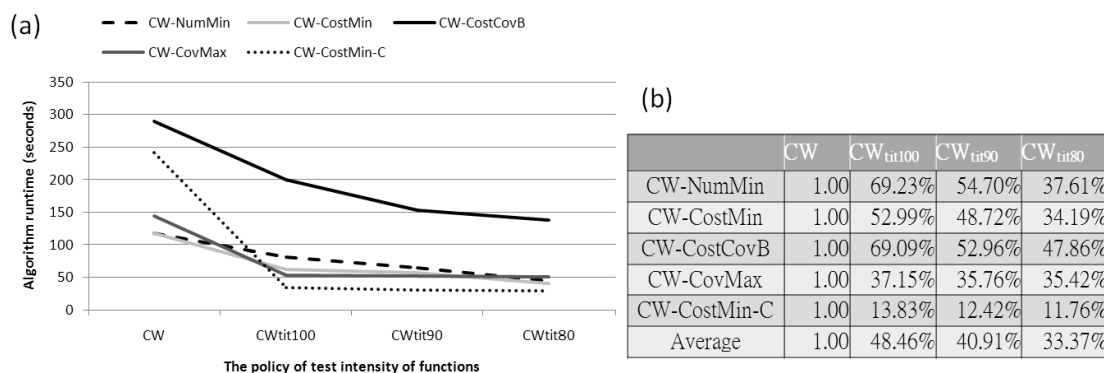 (a)
CW-NumMin CW-CostMin CW-CostCovB
CW-CovMax CW-CostMin-C
Algorithm runtime (seconds)
350
300
250
200
150
100
50
0
CW CWtit100 CWtit90 CWtit80
The policy of test intensity of functions
(b)
CW CWtit100 CWtit90 CWtit80
CW-NumMin 1.00 69.23% 54.70% 37.61%
CW-CostMin 1.00 52.99% 48.72% 34.19%
CW-CostCovB 1.00 69.09% 52.96% 47.86%
CW-CovMax 1.00 37.15% 35.76% 35.42%
CW-CostMin-C 1.00 13.83% 12.42% 11.76%
Average 1.00 48.46% 40.91% 33.37%